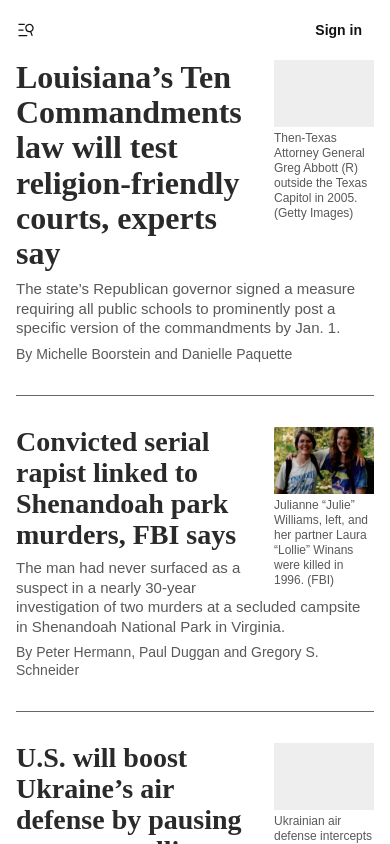 Sign in
Louisiana’s Ten
Commandments
law will test
religion-friendly
courts, experts
say
Then-Texas
Attorney General
Greg Abbott (R)
outside the Texas
Capitol in 2005.
(Getty Images)
The state’s Republican governor signed a measure
requiring all public schools to prominently post a
specific version of the commandments by Jan. 1.
By Michelle Boorstein and Danielle Paquette
Convicted serial
rapist linked to
Shenandoah park
murders, FBI says
Julianne “Julie”
Williams, left, and
her partner Laura
“Lollie” Winans
were killed in
1996. (FBI)
The man had never surfaced as a
suspect in a nearly 30-year
investigation of two murders at a secluded campsite
in Shenandoah National Park in Virginia.
By Peter Hermann, Paul Duggan and Gregory S.
Schneider
U.S. will boost
Ukraine’s air
defense by pausing
Ukrainian air
defense intercepts